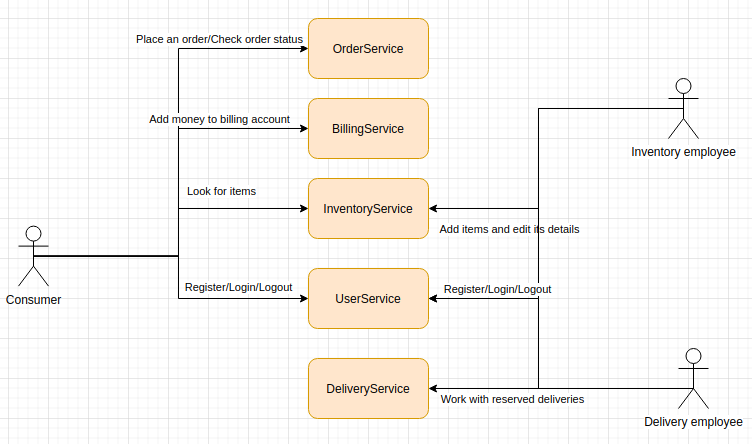 Place an order/Check order status
OrderService
Add money to billing account
BillingService
Inventory employee
Look for items
InventoryService
Add items and edit its details
Consumer
Register/Login/Logout
UserService
Register/Login/Logout
DeliveryService
Work with reserved deliveries
Delivery employee